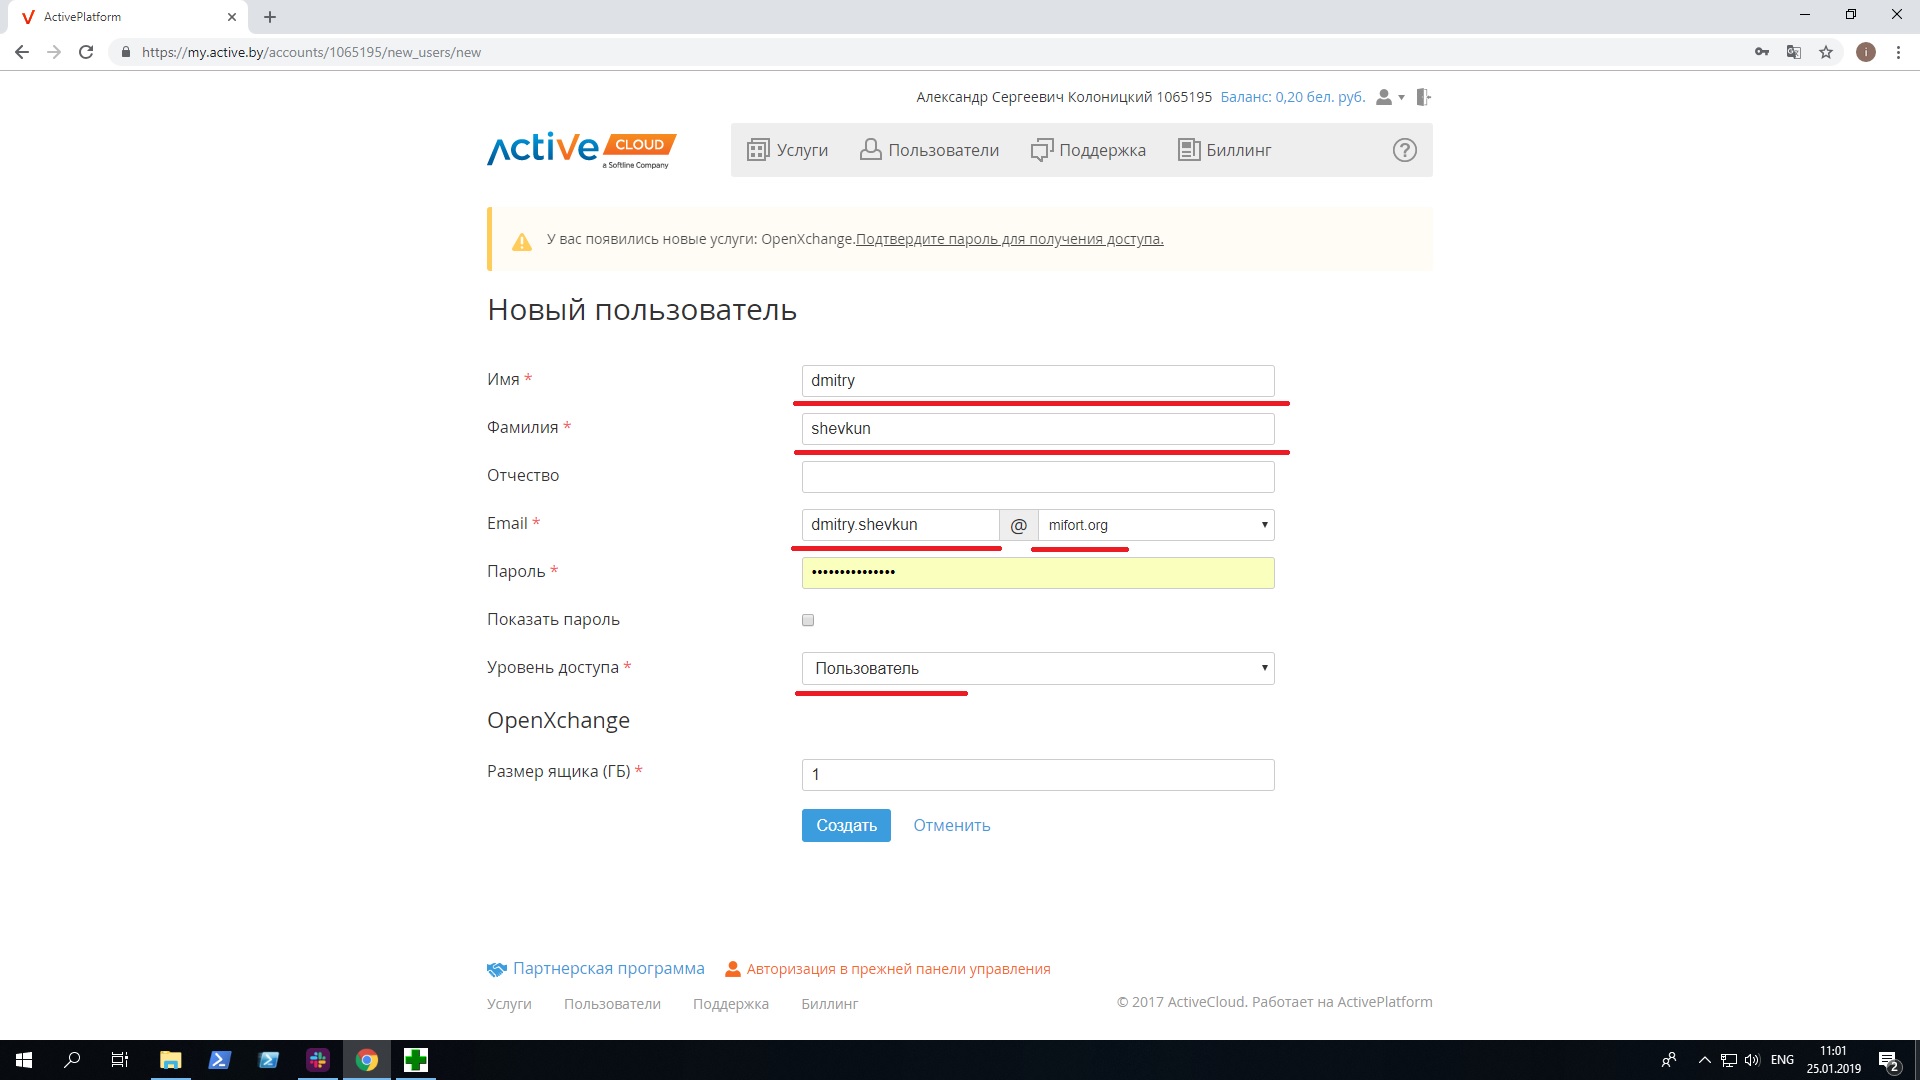 ActivePlatform
https://my.active.by/accounts/1065195/new_users/new
i
Александр Сергеевич Колоницкий 1065195 Баланс: 0,20 бел. руб.
Active CLOUD
a Softline Company
Услуги Пользователи Поддержка Биллинг ?
У вас появились новые услуги: OpenXchange.Подтвердите пароль для получения доступа.
Новый пользователь
Имя * dmitry
Фамилия * shevkun
Отчество
Email * dmitry.shevkun @ mifort.org
Пароль * •••••••••••••••
Показать пароль
Уровень доступа * Пользователь
OpenXchange
Размер ящика (ГБ) * 1
Создать Отменить
Партнерская программа Авторизация в прежней панели управления
Услуги Пользователи Поддержка Биллинг © 2017 ActiveCloud. Работает на ActivePlatform
ENG 11:01
25.01.2019 2